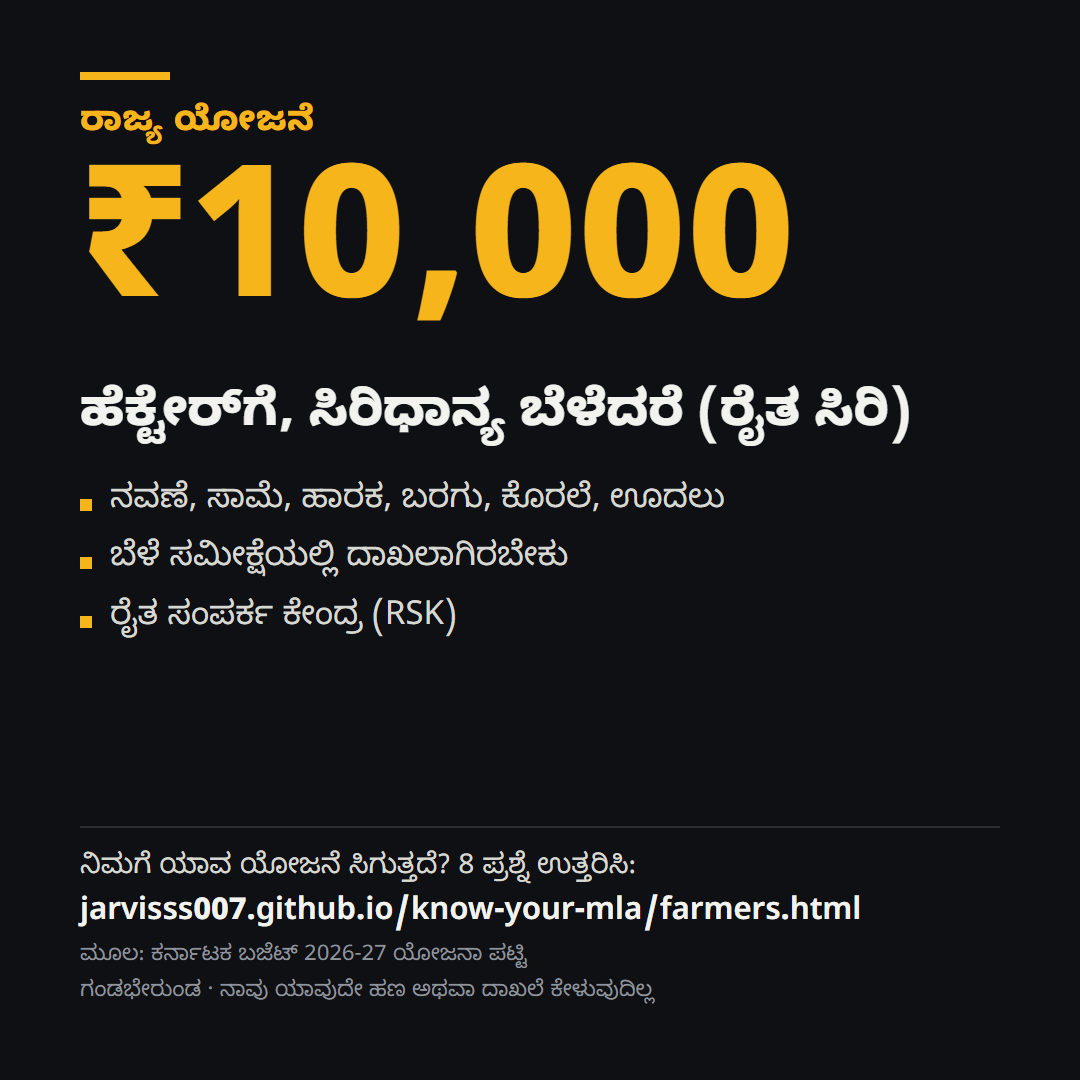 ರಾಜ್ಯ ಯೋಜನೆ
₹10,000
ಹೆಕ್ಟೇರ್‌ಗೆ, ಸಿರಿಧಾನ್ಯ ಬೆಳೆದರೆ (ರೈತ ಸಿರಿ)
ನವಣೆ, ಸಾಮೆ, ಹಾರಕ, ಬರಗು, ಕೊರಲೆ, ಊದಲು
ಬೆಳೆ ಸಮೀಕ್ಷೆಯಲ್ಲಿ ದಾಖಲಾಗಿರಬೇಕು
ರೈತ ಸಂಪರ್ಕ ಕೇಂದ್ರ (RSK)
ನಿಮಗೆ ಯಾವ ಯೋಜನೆ ಸಿಗುತ್ತದೆ? 8 ಪ್ರಶ್ನೆ ಉತ್ತರಿಸಿ:
jarvisss007.github.io/know-your-mla/farmers.html
ಮೂಲ: ಕರ್ನಾಟಕ ಬಜೆಟ್ 2026-27 ಯೋಜನಾ ಪಟ್ಟಿ
ಗಂಡಭೇರುಂಡ · ನಾವು ಯಾವುದೇ ಹಣ ಅಥವಾ ದಾಖಲೆ ಕೇಳುವುದಿಲ್ಲ